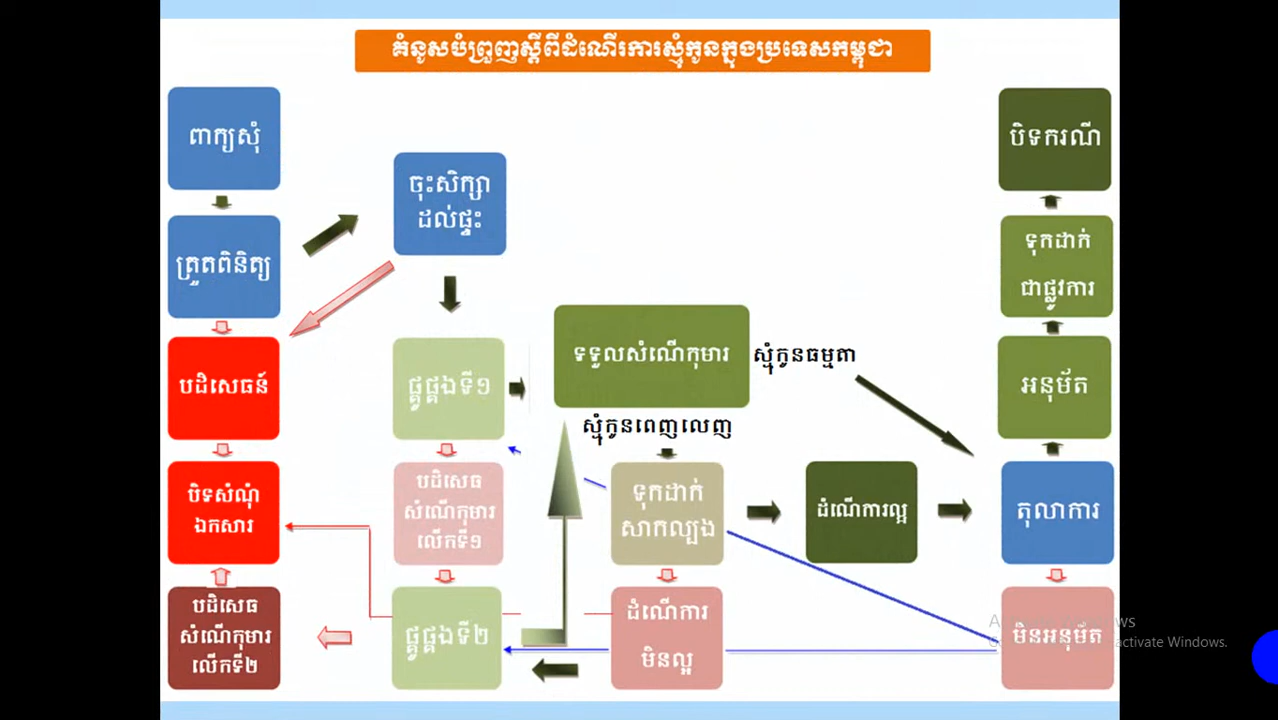 គំនូសបំព្រួញស្តីពីដំណើរការស្មុំកូនក្នុងប្រទេសកម្ពុជា
ពាក្យសុំ
ត្រួតពិនិត្យ
បដិសេធន៍
បិទសំណុំ
ឯកសារ
បដិសេធ
សំណើកុមារ
លើកទី២
ចុះសិក្សា
ដល់ផ្ទះ
ផ្គូផ្គងទី១
បដិសេធ
សំណើកុមារ
លើកទី១
ផ្គូផ្គងទី២
ទទួលសំណើកុមារ
ស្មុំកូនធម្មតា
ស្មុំកូនពេញលេញ
ទុកដាក់
សាកល្បង
ដំណើការ
មិនល្អ
ដំណើការល្អ
បិទករណី
ទុកដាក់
ជាផ្លូវការ
អនុម័ត
តុលាការ
មិនអនុម័ត
activate Windows.